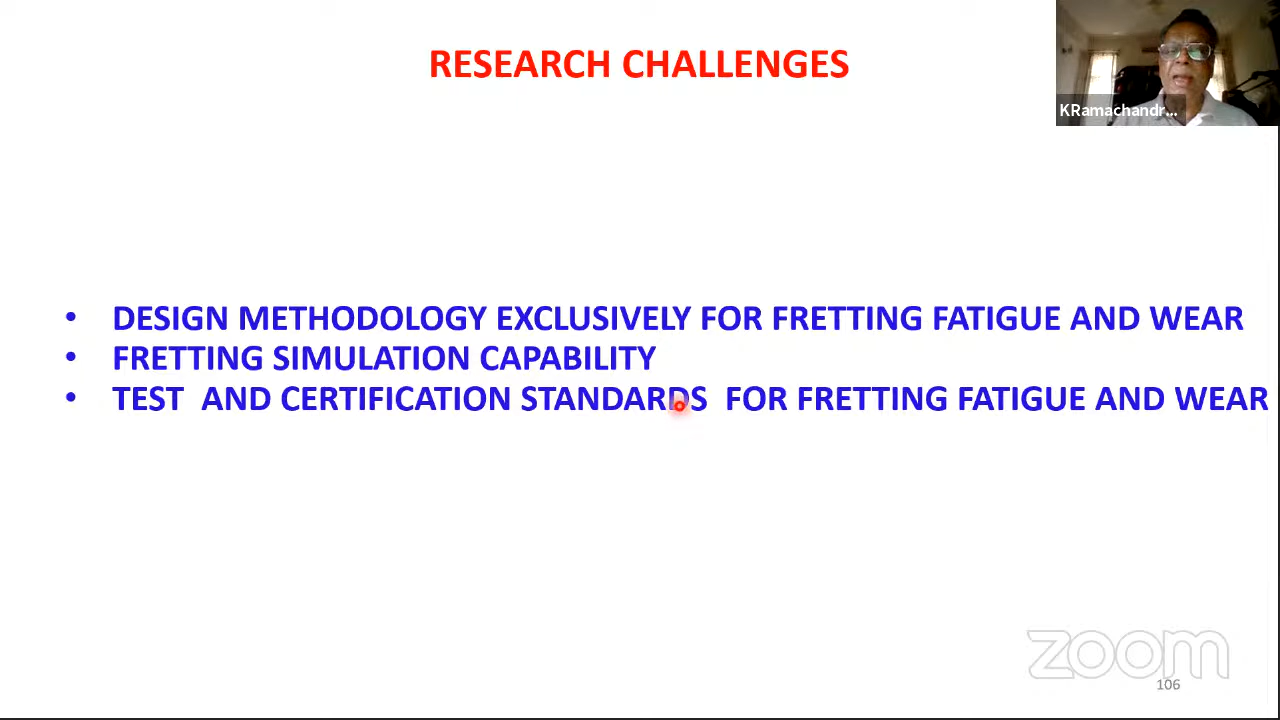 RESEARCH CHALLENGES
KRamachandr...
• DESIGN METHODOLOGY EXCLUSIVELY FOR FRETTING FATIGUE AND WEAR
• FRETTING SIMULATION CAPABILITY
• TEST AND CERTIFICATION STANDARDS FOR FRETTING FATIGUE AND WEAR
zoom
106